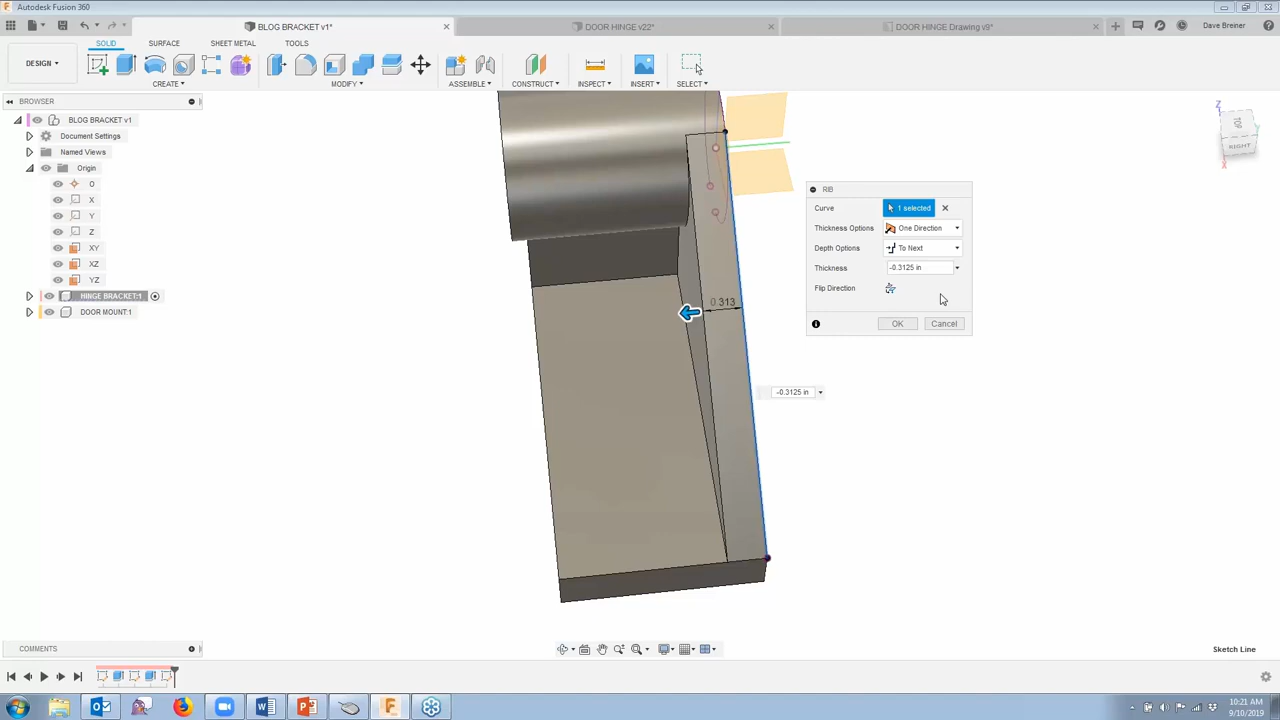 Autodesk Fusion 360
BLOG BRACKET v1*
DOOR HINGE v22*
DOOR HINGE Drawing v9*
Dave Breiner
SOLID
SURFACE
SHEET METAL
TOOLS
DESIGN
CREATE
MODIFY
ASSEMBLE
CONSTRUCT
INSPECT
INSERT
SELECT
BROWSER
BLOG BRACKET v1
Document Settings
Named Views
Origin
O
X
Y
Z
XY
XZ
YZ
HINGE BRACKET:1
DOOR MOUNT:1
TOP
RIGHT
Z
Y
X
RIB
Curve
1 selected
Thickness Options
One Direction
Depth Options
To Next
Thickness
-0.3125 in
Flip Direction
OK
Cancel
0.313
-0.3125 in
COMMENTS
Sketch Line
10:21 AM
9/10/2019